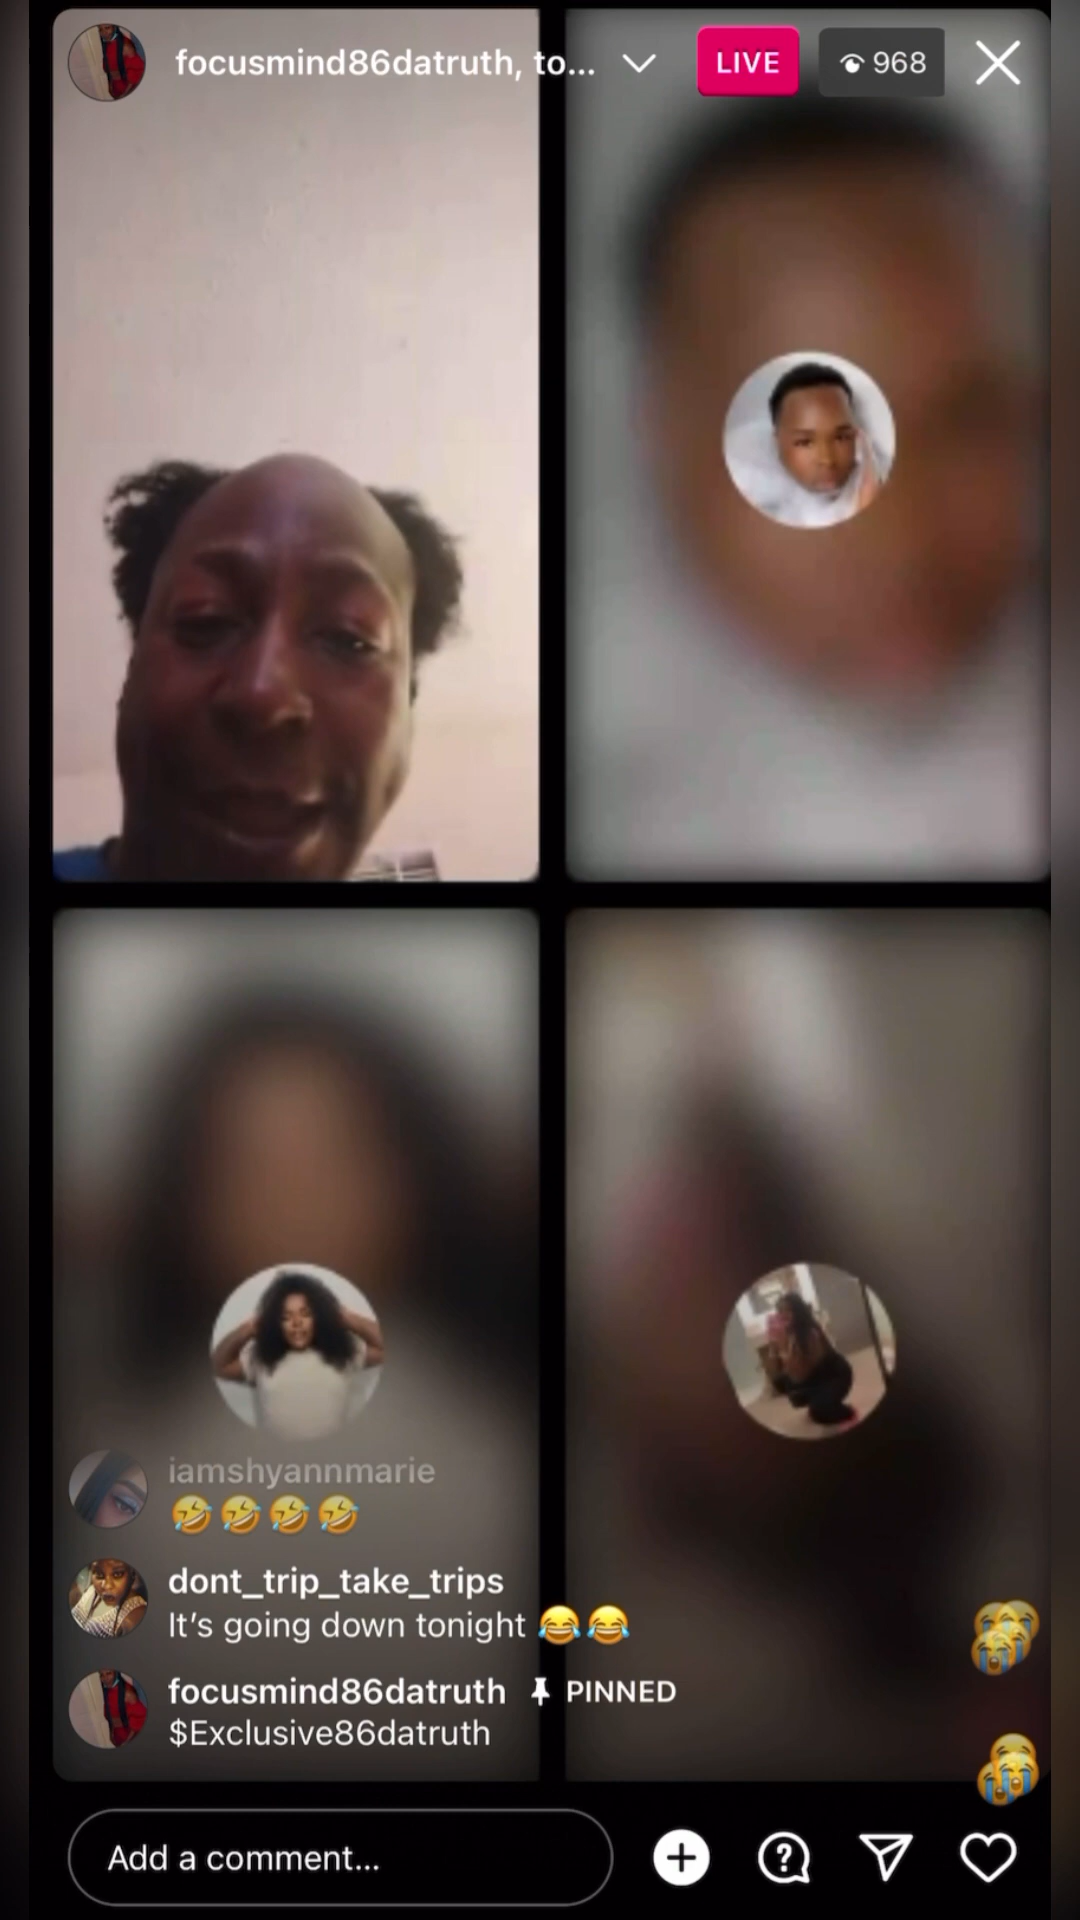 focusmind86datruth, to...
LIVE
968
iamshyannmarie
🤣🤣🤣🤣
dont_trip_take_trips
It’s going down tonight 😂😂
focusmind86datruth PINNED
$Exclusive86datruth
Add a comment...